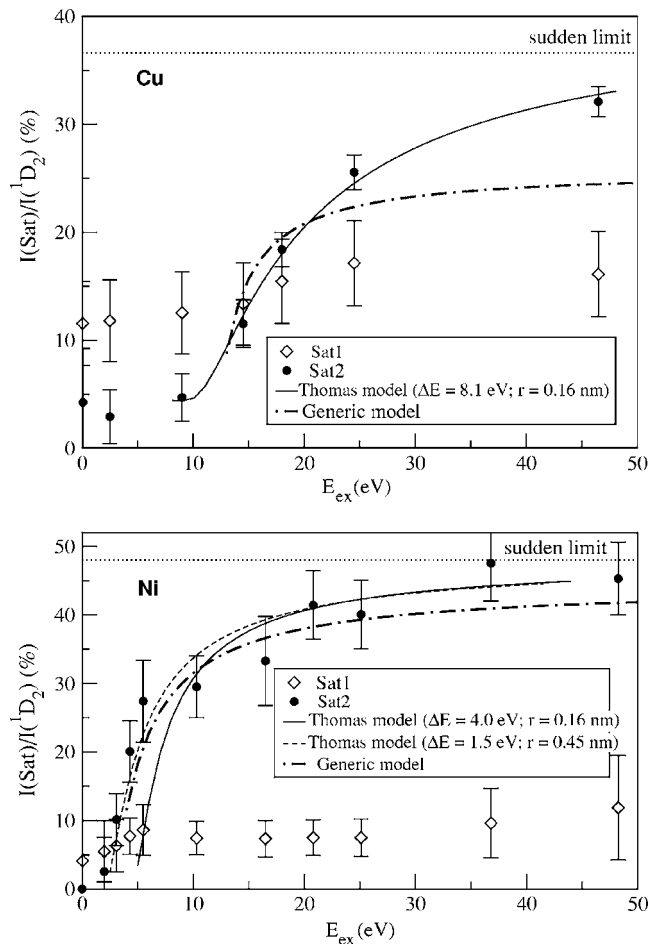 40
sudden limit
Cu
30
I(Sat)/I(¹D₂) (%)
20
10
◇ Sat1
● Sat2
Thomas model (ΔE = 8.1 eV; r = 0.16 nm)
Generic model
0
0 10 20 30 40 50
E_ex(eV)
50
sudden limit
Ni
40
I(Sat)/I(¹D₂) (%)
30
20
10
◇ Sat1
● Sat2
Thomas model (ΔE = 4.0 eV; r = 0.16 nm)
Thomas model (ΔE = 1.5 eV; r = 0.45 nm)
Generic model
0
0 10 20 30 40 50
E_ex(eV)